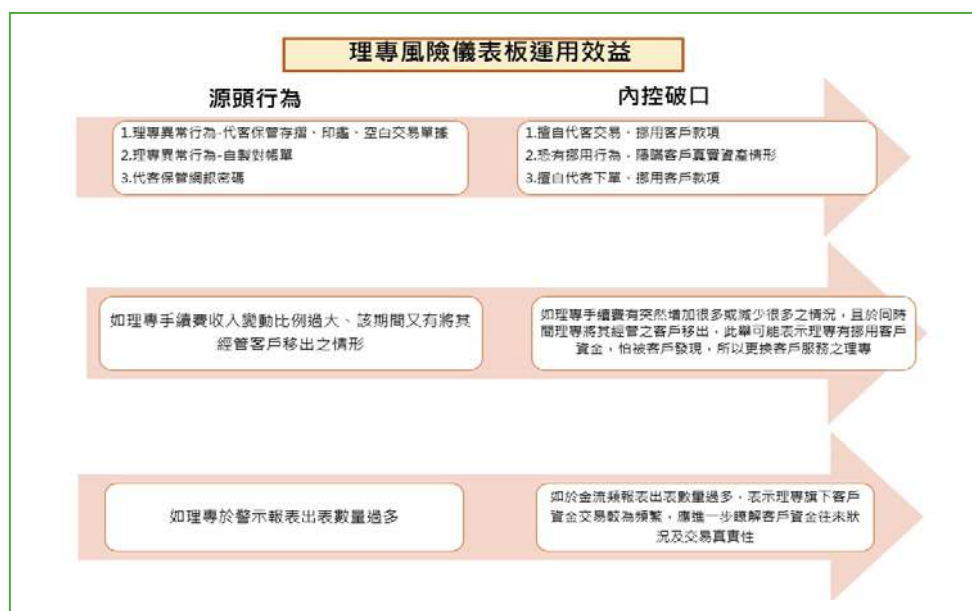 理專風險儀表板運用效益
源頭行為
內控破口
1.理專異常行為-代客保管存摺、印鑑、空白交易單據
2.理專異常行為-自製對帳單
3.代客保管網銀密碼
1.擅自代客交易、挪用客戶款項
2.恐有挪用行為、隱瞞客戶真實資產情形
3.擅自代客下單、挪用客戶款項
如理專手續費收入變動比例過大、該期間又有將其
經管客戶移出之情形
如理專手續費有突然增加很多或減少很多之情況，且於同時
間理專將其經管之客戶移出，此舉可能表示理專有挪用客戶
資金，怕被客戶發現，所以更換客戶服務之理專
如理專於警示報表出表數量過多
如於金流類報表出表數量過多，表示理專旗下客戶
資金交易較為頻繁，應進一步瞭解客戶資金往來狀
況及交易真實性